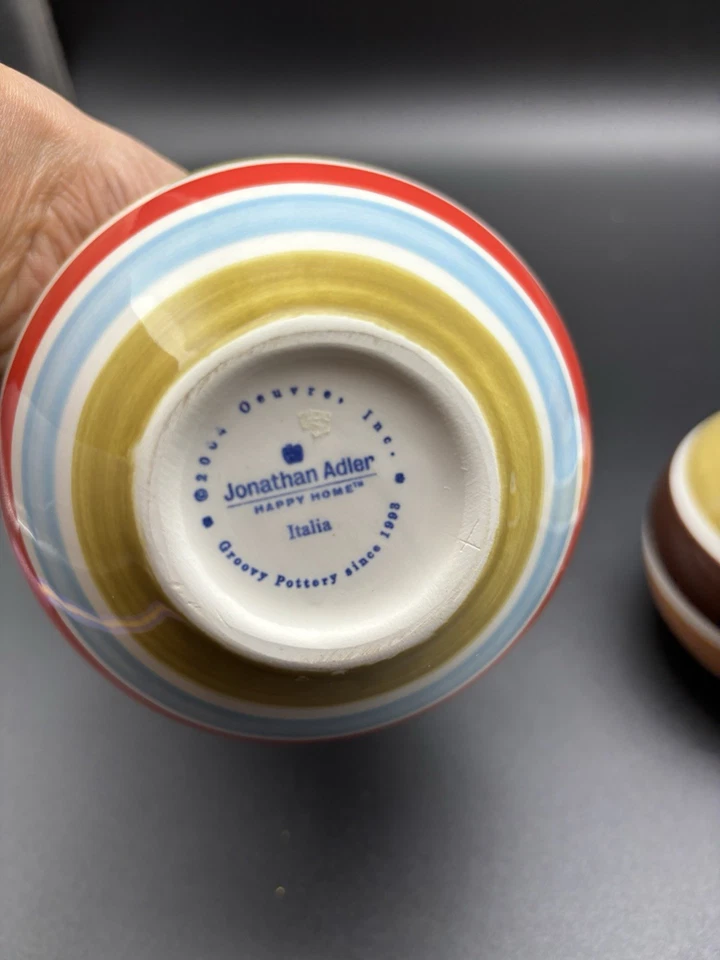 Oeuvre, Inc.
Jonathan Adler
HAPPY HOME™
Italia
Groovy Pottery since 1993